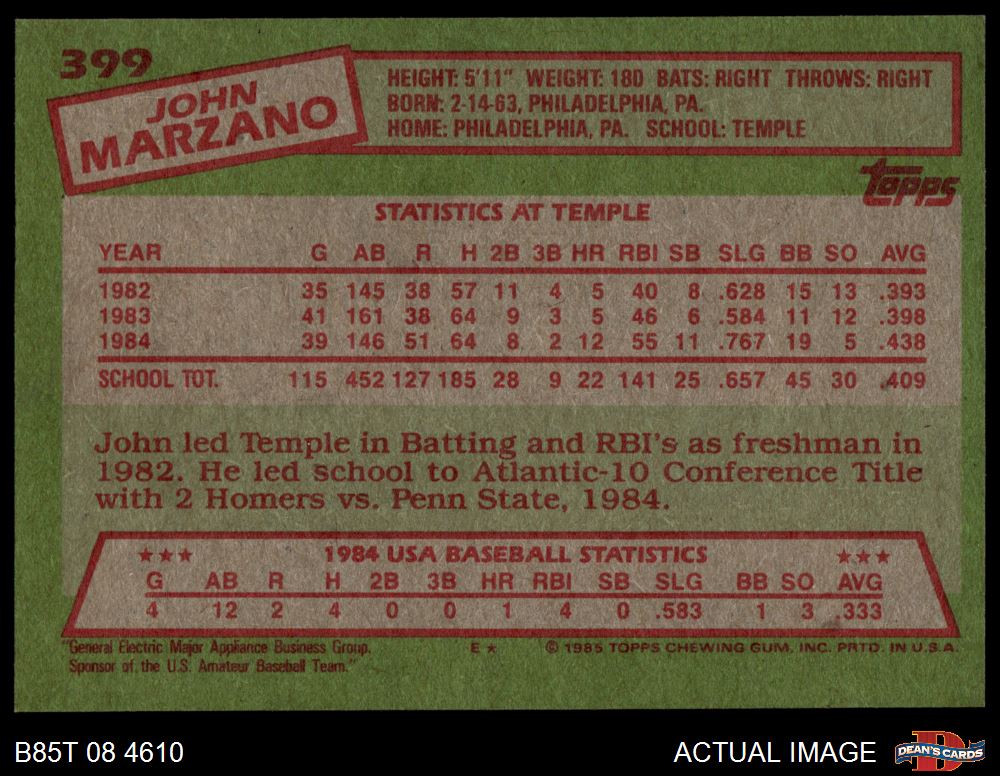 399
JOHN
MARZANO
HEIGHT: 5'11" WEIGHT: 180 BATS: RIGHT THROWS: RIGHT
BORN: 2-14-63, PHILADELPHIA, PA.
HOME: PHILADELPHIA, PA. SCHOOL: TEMPLE
topps
STATISTICS AT TEMPLE
YEAR G AB R H 2B 3B HR RBI SB SLG BB SO AVG
1982 35 145 38 57 11 4 5 40 8 .628 15 13 .393
1983 41 161 38 64 9 3 5 46 6 .584 11 12 .398
1984 39 146 51 64 8 2 12 55 11 .767 19 5 .438
SCHOOL TOT. 115 452 127 185 28 9 22 141 25 .657 45 30 .409
John led Temple in Batting and RBI's as freshman in
1982. He led school to Atlantic-10 Conference Title
with 2 Homers vs. Penn State, 1984.
★★★ 1984 USA BASEBALL STATISTICS ★★★
G AB R H 2B 3B HR RBI SB SLG BB SO AVG
4 12 2 4 0 0 1 4 0 .583 1 3 .333
"General Electric Major Appliance Business Group.
Sponsor of the U.S. Amateur Baseball Team."
E ★ © 1985 TOPPS CHEWING GUM, INC. PRTD. IN U.S.A.
B85T 08 4610
ACTUAL IMAGE
DEAN'S CARDS